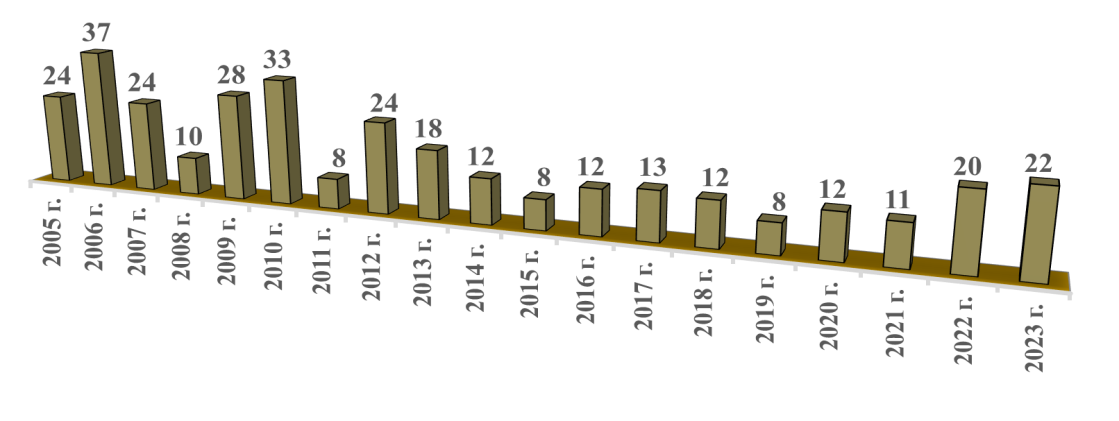 24
37
24
10
28
33
8
24
18
12
8
12
13
12
8
12
11
20
22
2005 г.
2006 г.
2007 г.
2008 г.
2009 г.
2010 г.
2011 г.
2012 г.
2013 г.
2014 г.
2015 г.
2016 г.
2017 г.
2018 г.
2019 г.
2020 г.
2021 г.
2022 г.
2023 г.